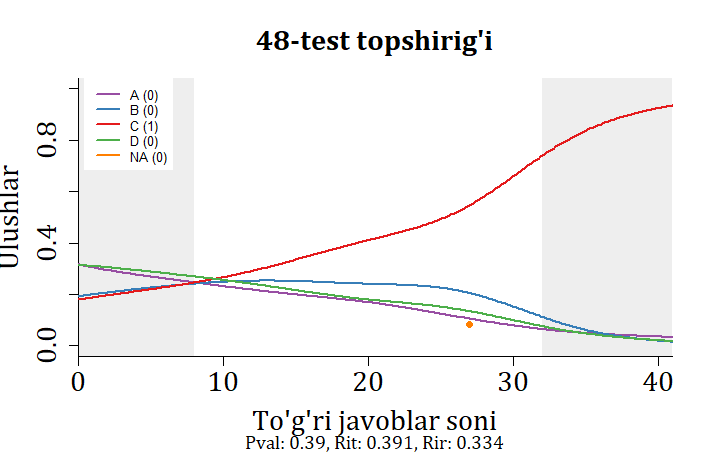 48-test topshirig'i
A (0)
B (0)
C (1)
D (0)
NA (0)
Ulushlar
0.8
0.4
0.0
0 10 20 30 40
To'g'ri javoblar soni
Pval: 0.39, Rit: 0.391, Rir: 0.334